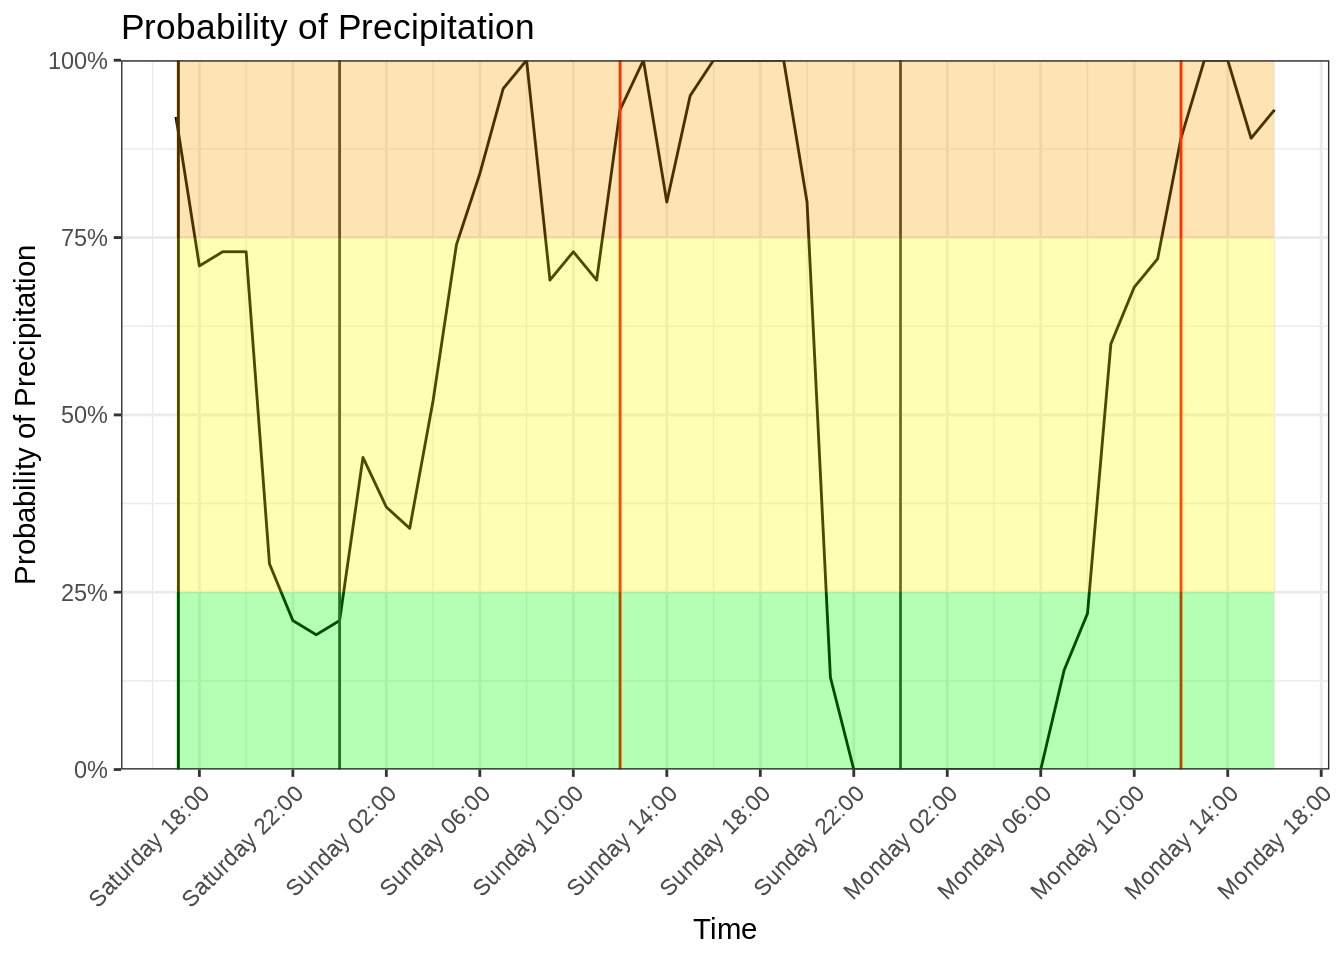 Probability of Precipitation
Probability of Precipitation
100%
75%
50%
25%
0%
Saturday 18:00
Saturday 22:00
Sunday 02:00
Sunday 06:00
Sunday 10:00
Sunday 14:00
Sunday 18:00
Sunday 22:00
Monday 02:00
Monday 06:00
Monday 10:00
Monday 14:00
Monday 18:00
Time